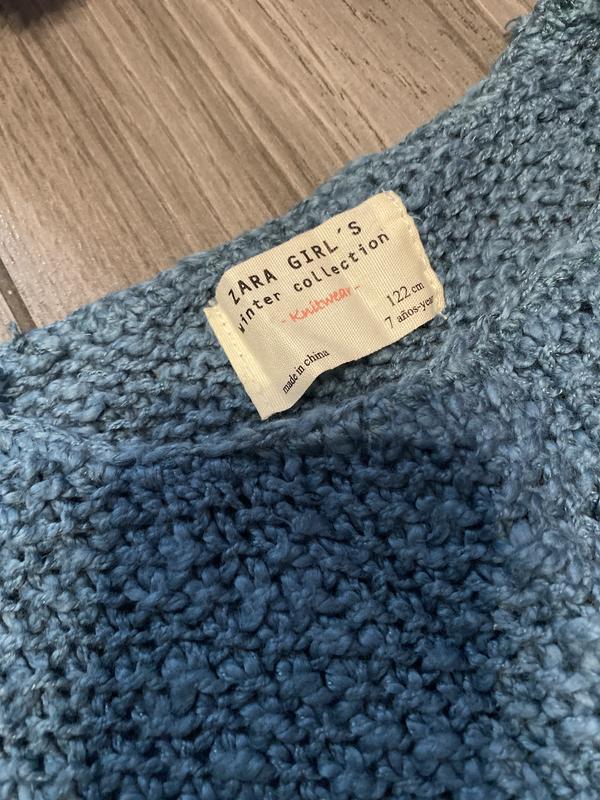 ZARA GIRL´S
winter collection
-Knitwear-
122 cm
7 años-year
made in china